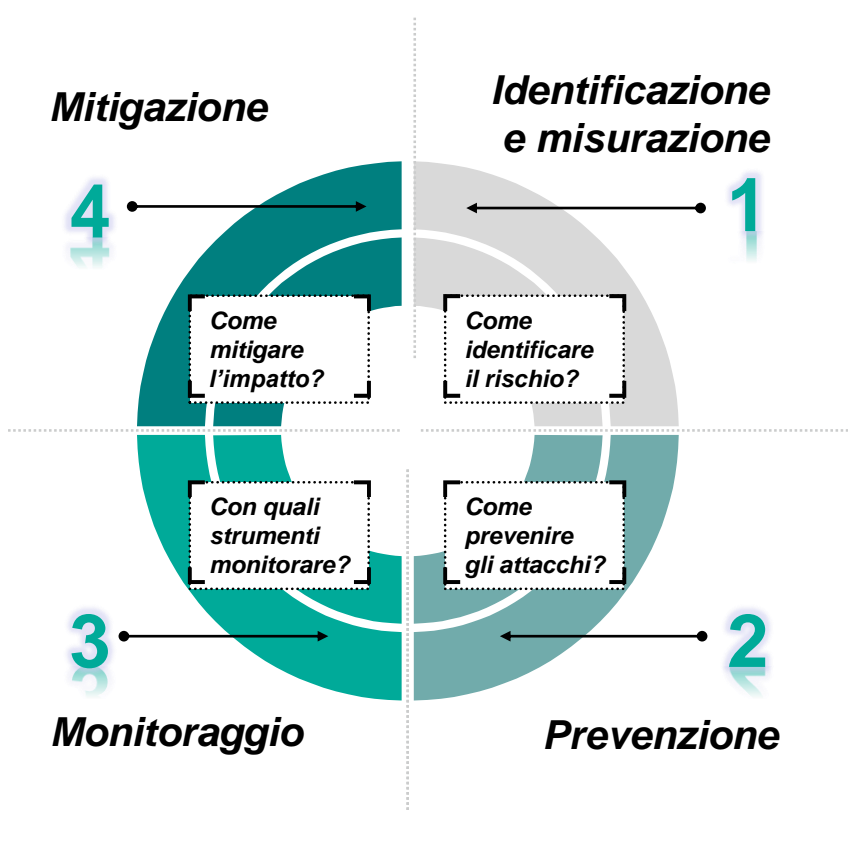 Mitigazione
4
Come
mitigare
l'impatto?
Identificazione
e misurazione
1
Come
identificare
il rischio?
Con quali
strumenti
monitorare?
3
Monitoraggio
Come
prevenire
gli attacchi?
2
Prevenzione